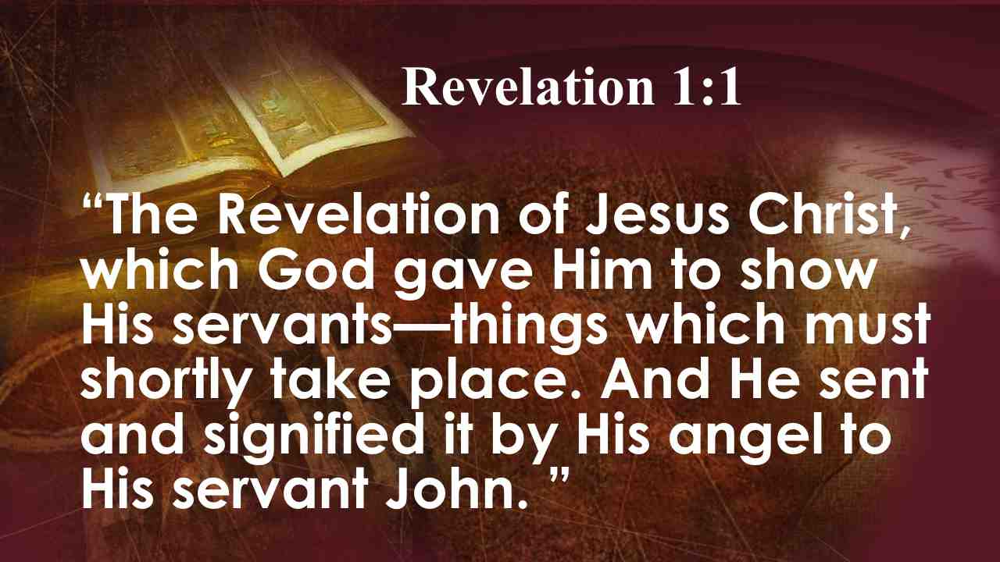 Revelation 1:1
“The Revelation of Jesus Christ,
which God gave Him to show
His servants—things which must
shortly take place. And He sent
and signified it by His angel to
His servant John. ”